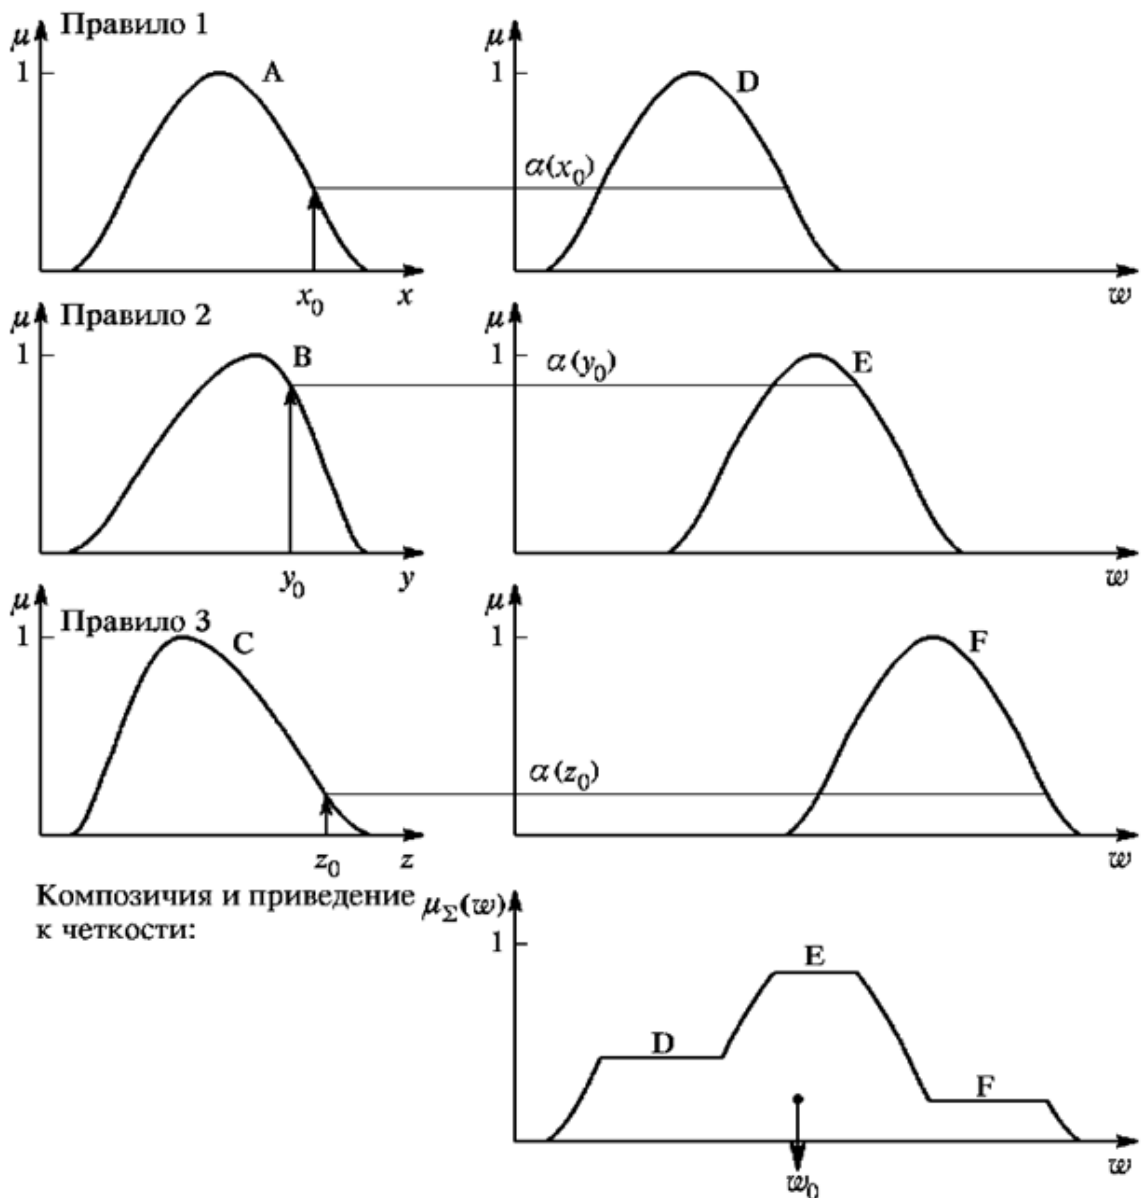 Правило 1
μ
1
A
x₀
x
μ
1
D
α(x₀)
w
Правило 2
μ
1
B
y₀
y
μ
1
E
α(y₀)
w
Правило 3
μ
1
C
z₀
z
μ
1
F
α(z₀)
w
Композичия и приведение
к четкости:
μ_Σ(w)
1
D
E
F
w₀
w